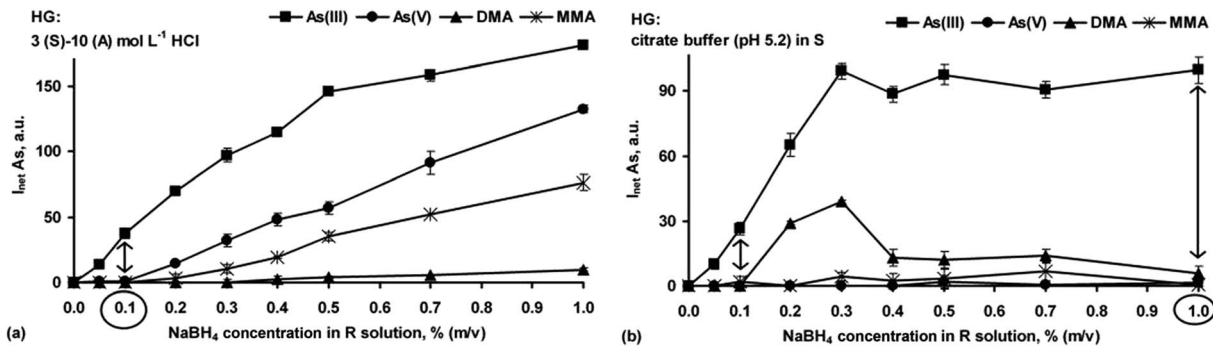 HG: As(III) As(V) DMA MMA
3 (S)-10 (A) mol L⁻¹ HCl
150
100
50
0
I_net As, a.u.
0.0 0.1 0.2 0.3 0.4 0.5 0.6 0.7 0.8 0.9 1.0
(a) NaBH₄ concentration in R solution, % (m/v)
HG: As(III) As(V) DMA MMA
citrate buffer (pH 5.2) in S
90
60
30
0
I_net As, a.u.
0.0 0.1 0.2 0.3 0.4 0.5 0.6 0.7 0.8 0.9 1.0
(b) NaBH₄ concentration in R solution, % (m/v)